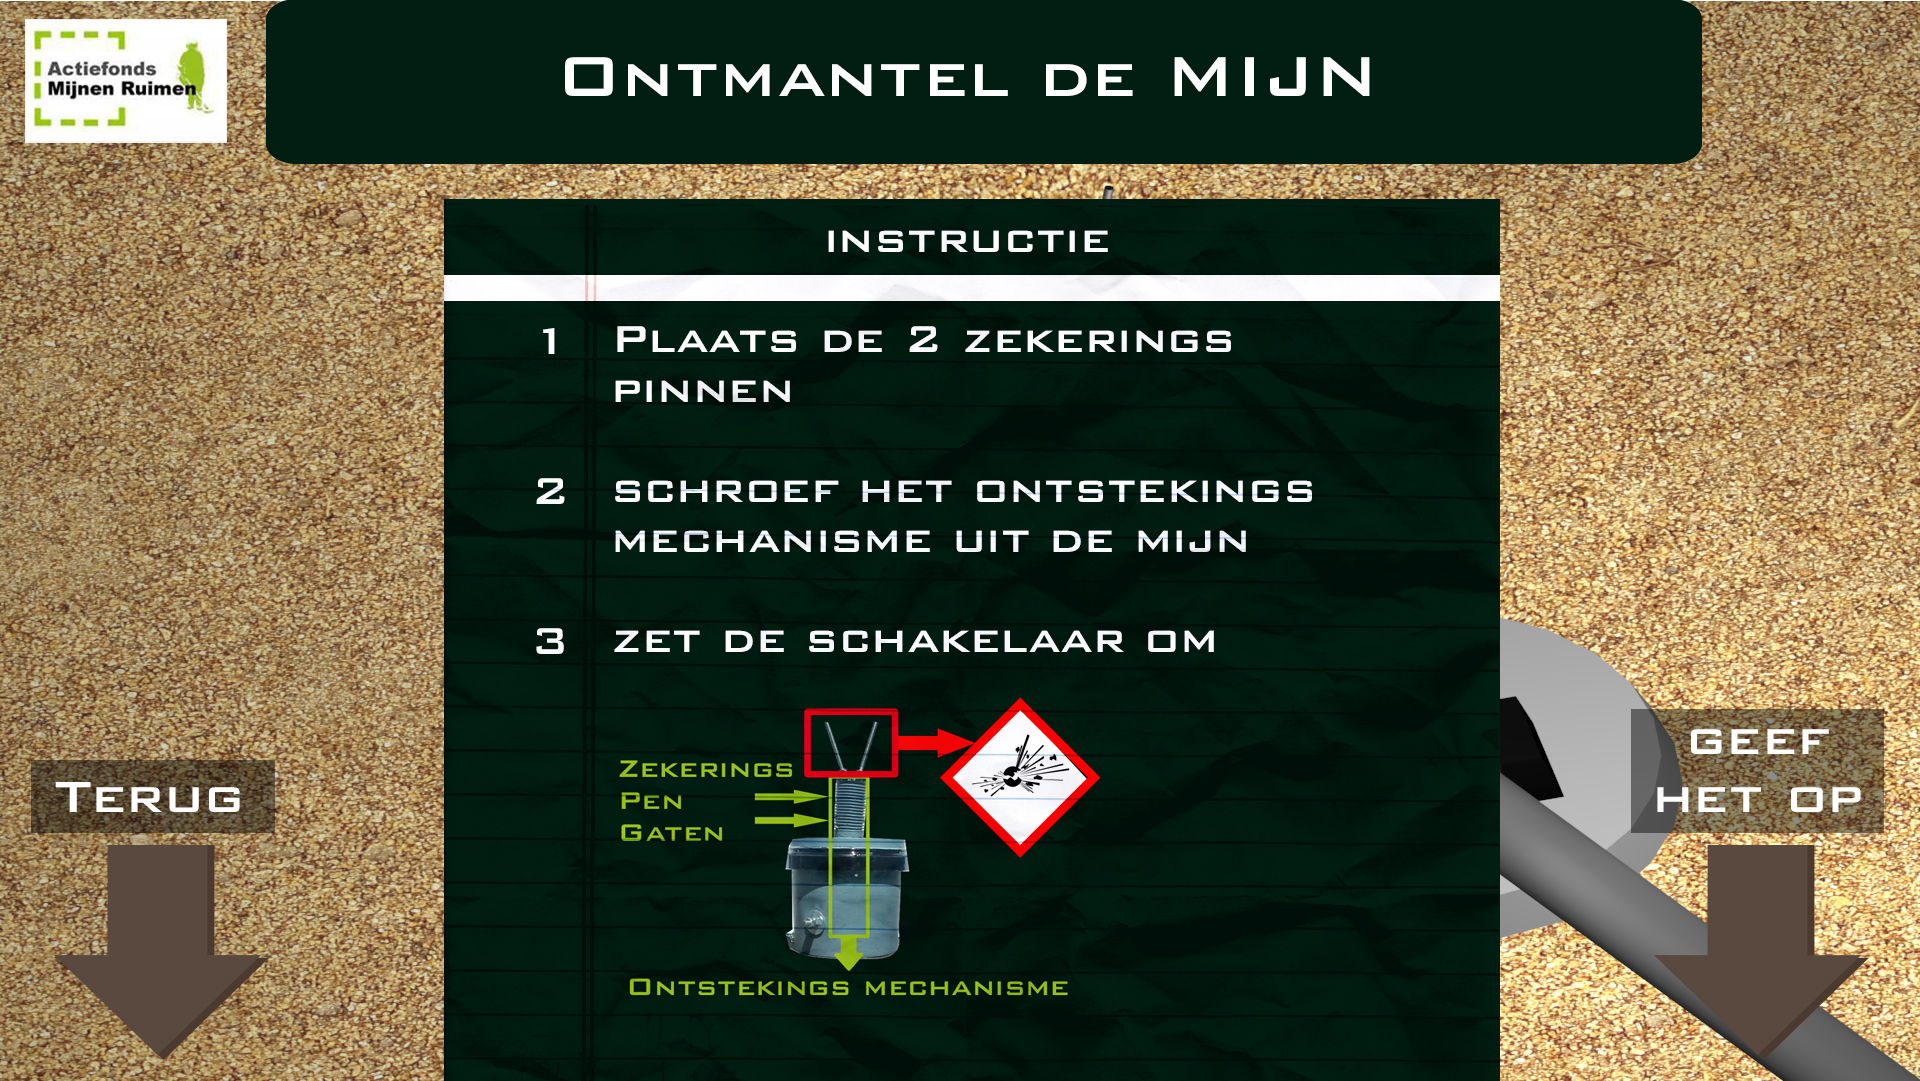 Actiefonds
Mijnen Ruimen
ONTMANTEL DE MIJN
INSTRUCTIE
1 PLAATS DE 2 ZEKERINGS
PINNEN
2 SCHROEF HET ONTSTEKINGS
MECHANISME UIT DE MIJN
3 ZET DE SCHAKELAAR OM
ZEKERINGS
PEN
GATEN
ONTSTEKINGS MECHANISME
TERUG
GEEF
HET OP